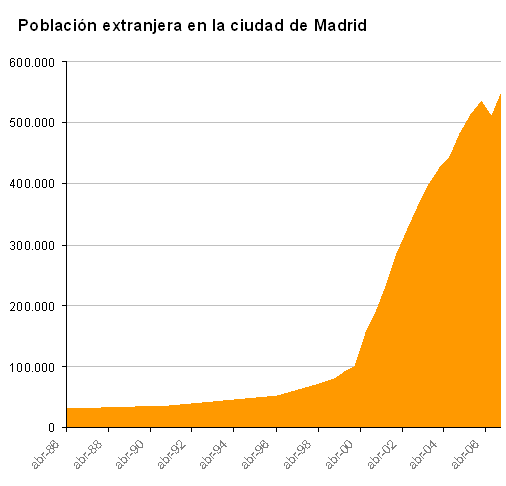 Población extranjera en la ciudad de Madrid
600.000
500.000
400.000
300.000
200.000
100.000
0
abr-86
abr-88
abr-90
abr-92
abr-94
abr-96
abr-98
abr-00
abr-02
abr-04
abr-06